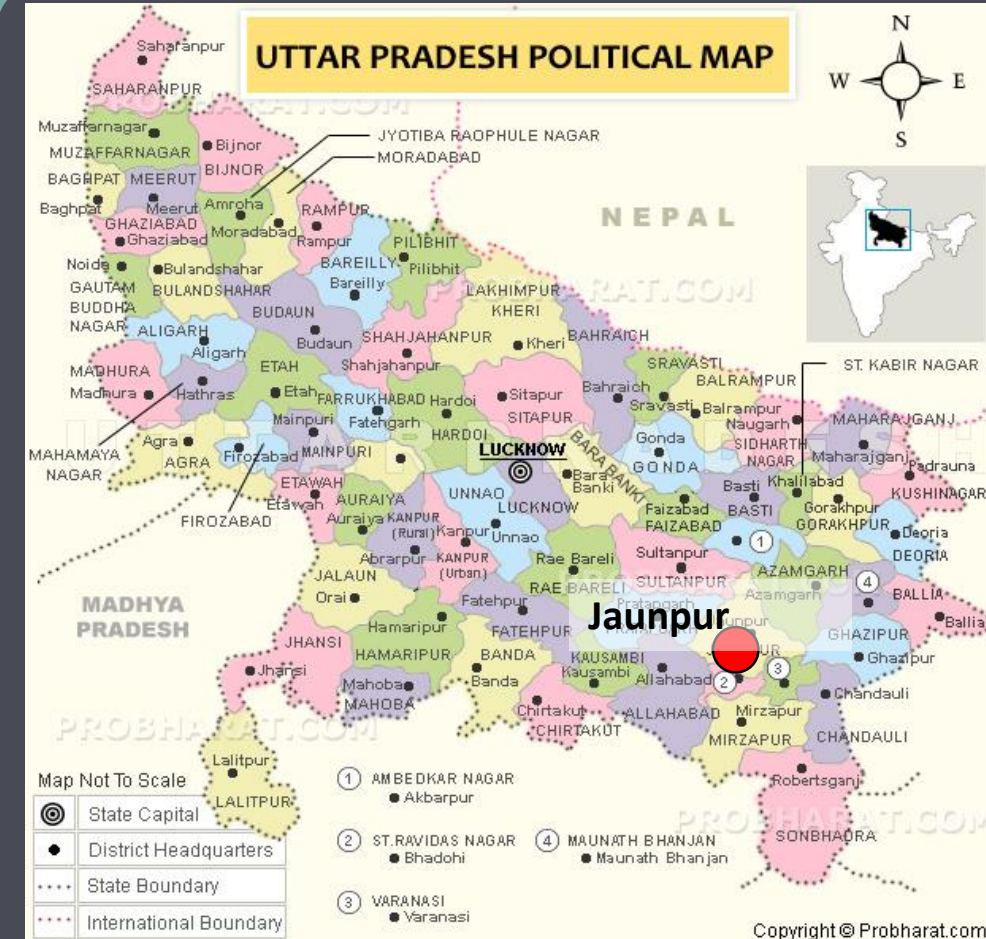 UTTAR PRADESH POLITICAL MAP
N
W E
S
Saharanpur
SAHARANPUR
Muzaffarnagar
MUZAFFARNAGAR
Bijnor
BIJNOR
JYOTIBA RAOPHULE NAGAR
MORADABAD
BAGHPAT
MEERUT
Baghpat
Meerut
Amroha
Moradabad
RAMPUR
Rampur
GHAZIABAD
Ghaziabad
NEPAL
PILIBHIT
Pilibhit
BAREILLY
Bareilly
Noida
GAUTAM
BUDDHA
NAGAR
Bulandshahar
BULANDSHAHAR
BUDAUN
Budaun
PROBHARAT.COM
LAKHIMPUR
KHERI
Kheri
ALIGARH
Aligarh
SHAHJAHANPUR
Shahjahanpur
BAHRAICH
Bahraich
SRAVASTI
Sravasti
BALRAMPUR
Balrampur
ST. KABIR NAGAR
MADHURA
Madhura
Hathras
ETAH
Etah
FARRUKHABAD
Fatehgarh
Hardoi
HARDOI
Sitapur
SITAPUR
Naugarh
SIDHARTH
NAGAR
MAHARAJGANJ
Maharajganj
MAHAMAYA
NAGAR
Agra
AGRA
Firozabad
FIROZABAD
Mainpuri
MAINPURI
LUCKNOW
LUCKNOW
BARA BANKI
Bara
Banki
Gonda
GONDA
Basti
BASTI
Khalilabad
Padrauna
KUSHINAGAR
ETAWAH
Etawah
AURAIYA
Auraiya
KANPUR
(Rural)
Kanpur
UNNAO
Unnao
Faizabad
FAIZABAD
Gorakhpur
GORAKHPUR
Deoria
DEORIA
Abrarpur
KANPUR
(Urban)
Rae Bareli
RAE BARELI
Sultanpur
SULTANPUR
1
AZAMGARH
Azamgarh
4
BALLIA
Ballia
JALAUN
Orai
MADHYA
PRADESH
Hamaripur
HAMARIPUR
Fatehpur
FATEHPUR
Pratapgarh
Jaunpur
GHAZIPUR
Ghazipur
JHANSI
Jhansi
Mahoba
MAHOBA
BANDA
Banda
KAUSAMBI
Kausambi
Allahabad
ALLAHABAD
2
3
Chandauli
CHANDAULI
Chirtakut
CHIRTAKUT
Mirzapur
MIRZAPUR
PROBHARAT.COM
Lalitpur
LALITPUR
Robertsganj
SONBHADRA
PROBHARAT.COM
Map Not To Scale
State Capital
District Headquarters
State Boundary
International Boundary
1 AMBEDKAR NAGAR
Akbarpur
2 ST.RAVIDAS NAGAR
Bhadohi
3 VARANASI
Varanasi
4 MAUNATH BHANJAN
Maunath Bhanjan
Copyright © Probharat.com